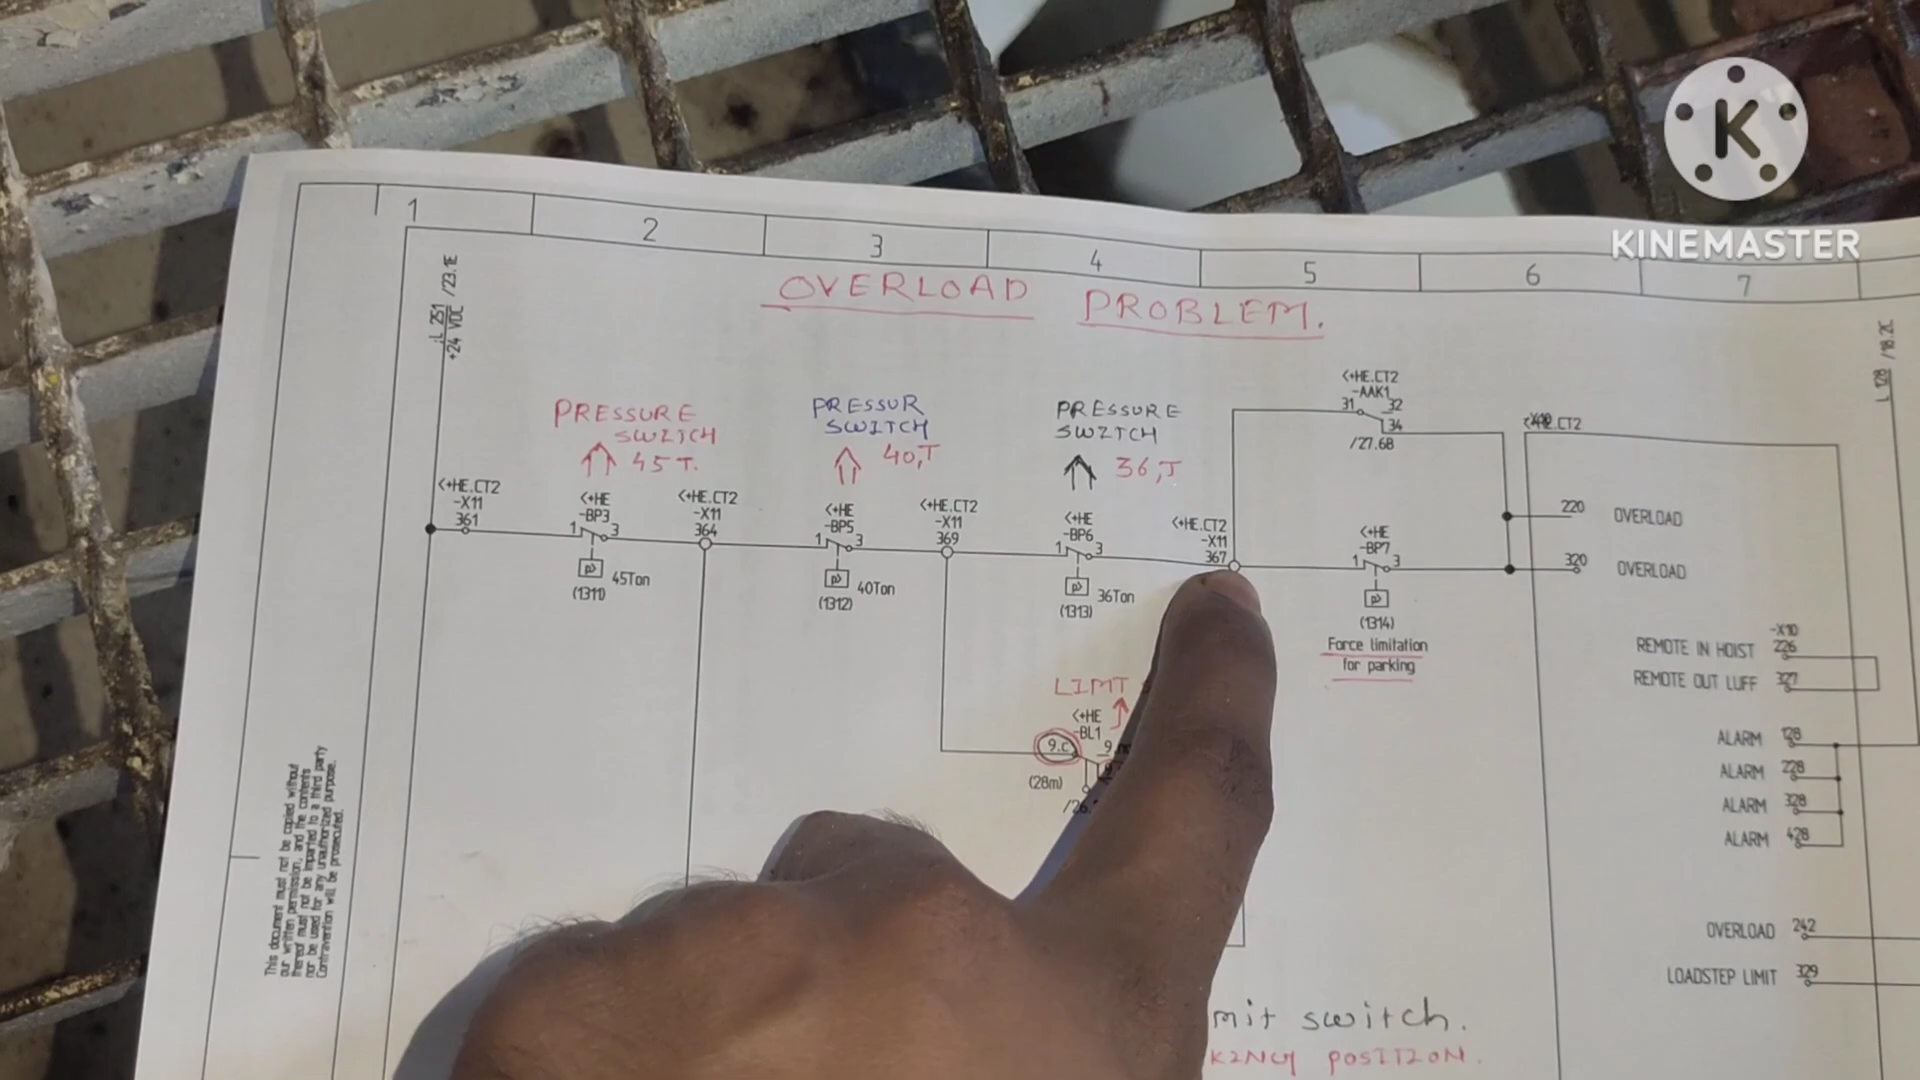 K
KINEMASTER
1 2 3 4 5 6 7
:L 251 /23.1E
+24 VDC
OVERLOAD PROBLEM.
L 128 /18.2C
PRESSURE
SWITCH
45 T.
PRESSUR
SWITCH
40,T
PRESSURE
SWITCH
36,T
<+HE.CT2
-AAK1
31 32
34
/27.6B
<+HE.CT2
-X11
361
<+HE
-BP3
1 3
45Ton
(1311)
<+HE.CT2
-X11
364
<+HE
-BP5
1 3
40Ton
(1312)
<+HE.CT2
-X11
369
<+HE
-BP6
1 3
36Ton
(1313)
<+HE.CT2
-X11
367
<+HE
-BP7
1 3
(1314)
Force limitation
for parking
220 OVERLOAD
320 OVERLOAD
LIMT
<+HE
-BL1
9.c
(28m)
-X10
REMOTE IN HOIST 226
REMOTE OUT LUFF 327
ALARM 128
ALARM 228
ALARM 328
ALARM 428
OVERLOAD 242
LOADSTEP LIMIT 329
mit switch.
KING POSITION.
This document must not be copied without
our written permission, and the contents
thereof must not be imparted to a third party
nor be used for any unauthorized purpose.
Contravention will be prosecuted.